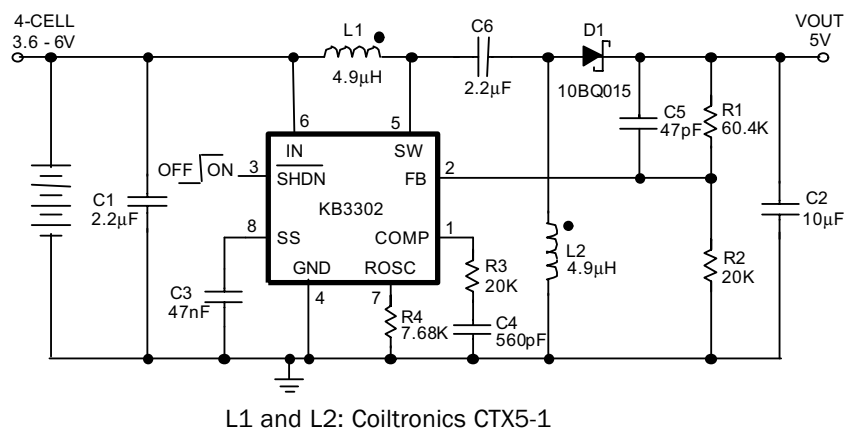 4-CELL
3.6 - 6V
L1
4.9µH
C6
2.2µF
D1
10BQ015
VOUT
5V
C5
47pF
R1
60.4K
6
5
IN
SW
OFF ON
3
SHDN
FB
2
KB3302
C1
2.2µF
8
SS
COMP
1
C2
10µF
GND
ROSC
4
7
R3
20K
L2
4.9µH
R2
20K
C3
47nF
R4
7.68K
C4
560pF
L1 and L2: Coiltronics CTX5-1